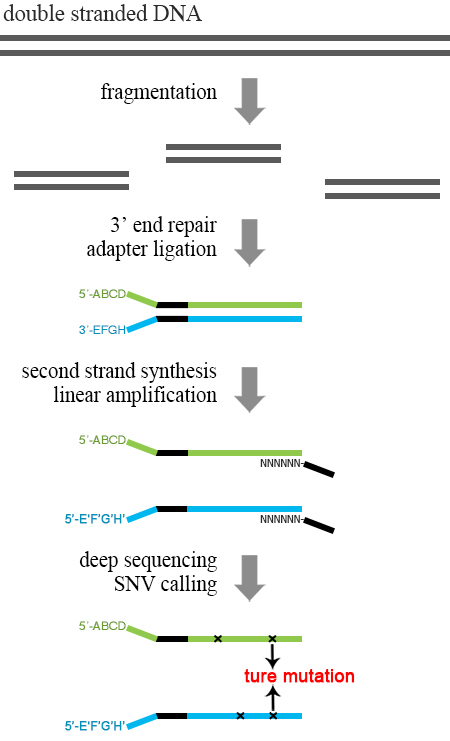 double stranded DNA
fragmentation
3’ end repair
adapter ligation
5´-ABCD
3´-EFGH
second strand synthesis
linear amplification
5´-ABCD
NNNNNN-
5'-E'F'G'H'
NNNNNN-
deep sequencing
SNV calling
5´-ABCD
ture mutation
5'-E'F'G'H'